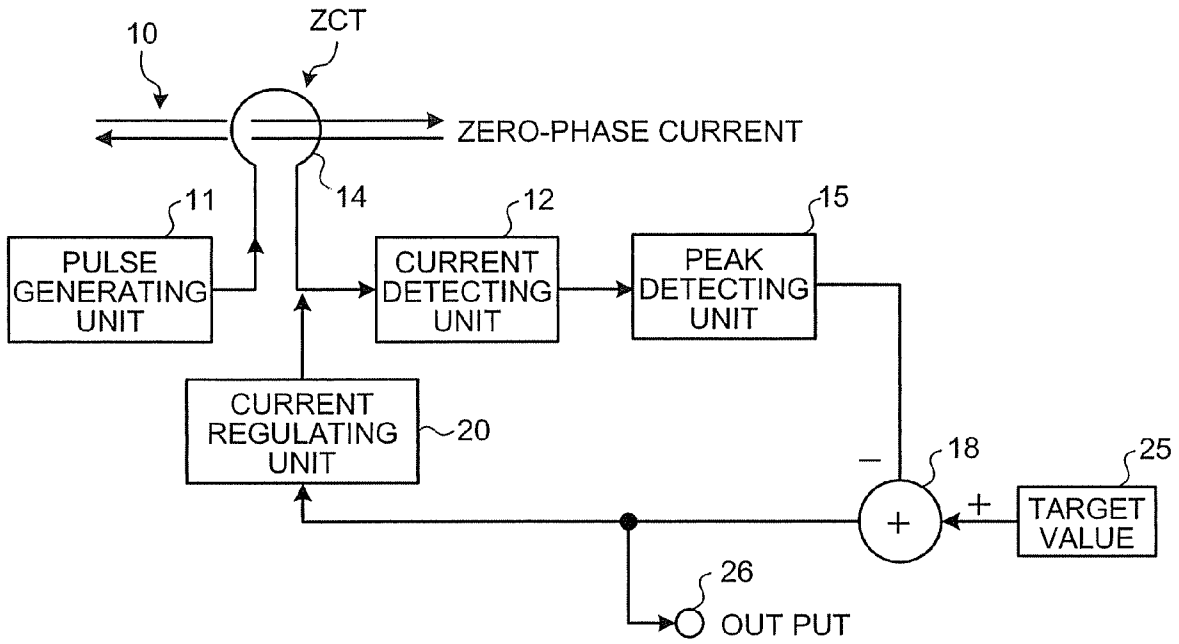 ZCT
10
ZERO-PHASE CURRENT
14
11
12
15
PULSE
GENERATING
UNIT
CURRENT
DETECTING
UNIT
PEAK
DETECTING
UNIT
CURRENT
REGULATING
UNIT
20
−
18
25
+
+
TARGET
VALUE
26
OUT PUT